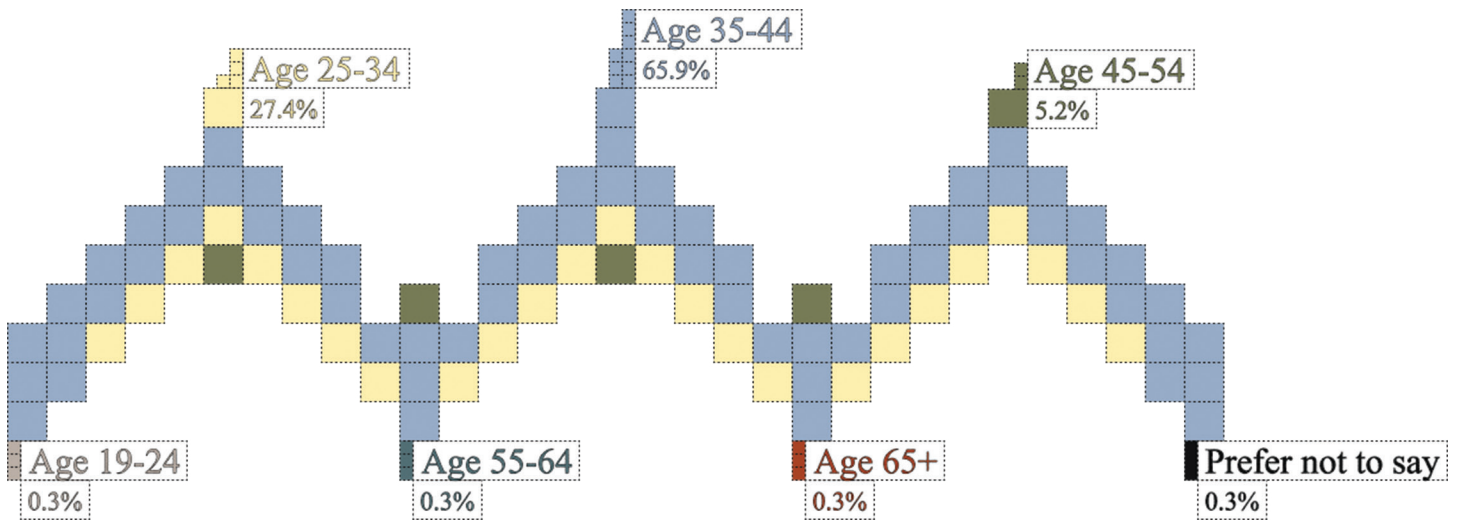 Age 25-34
27.4%
Age 35-44
65.9%
Age 45-54
5.2%
Age 19-24
0.3%
Age 55-64
0.3%
Age 65+
0.3%
Prefer not to say
0.3%